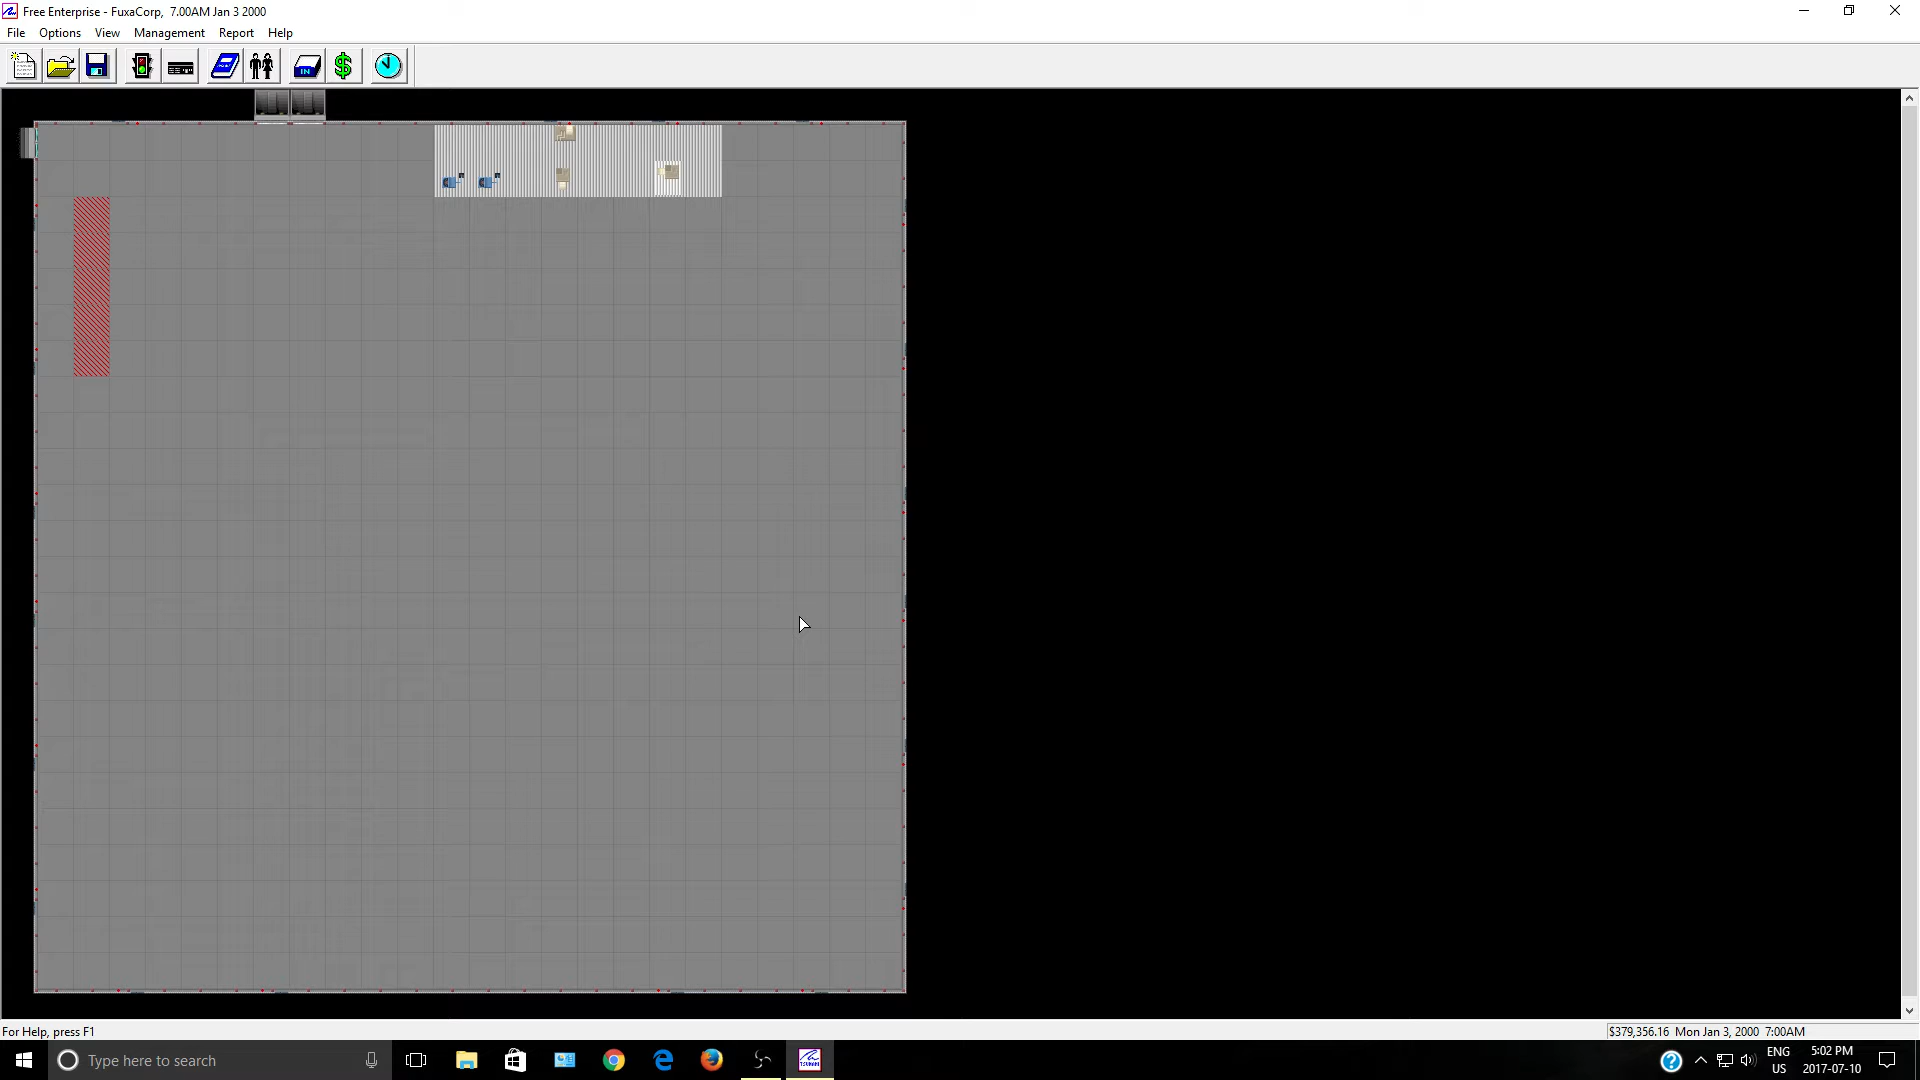 Free Enterprise - FuxaCorp,  7.00AM Jan 3 2000
File Options View Management Report Help
IN
$
For Help, press F1
$379,356.16 Mon Jan 3, 2000 7:00AM
Type here to search
TSUNAMI
ENG
US
5:02 PM
2017-07-10